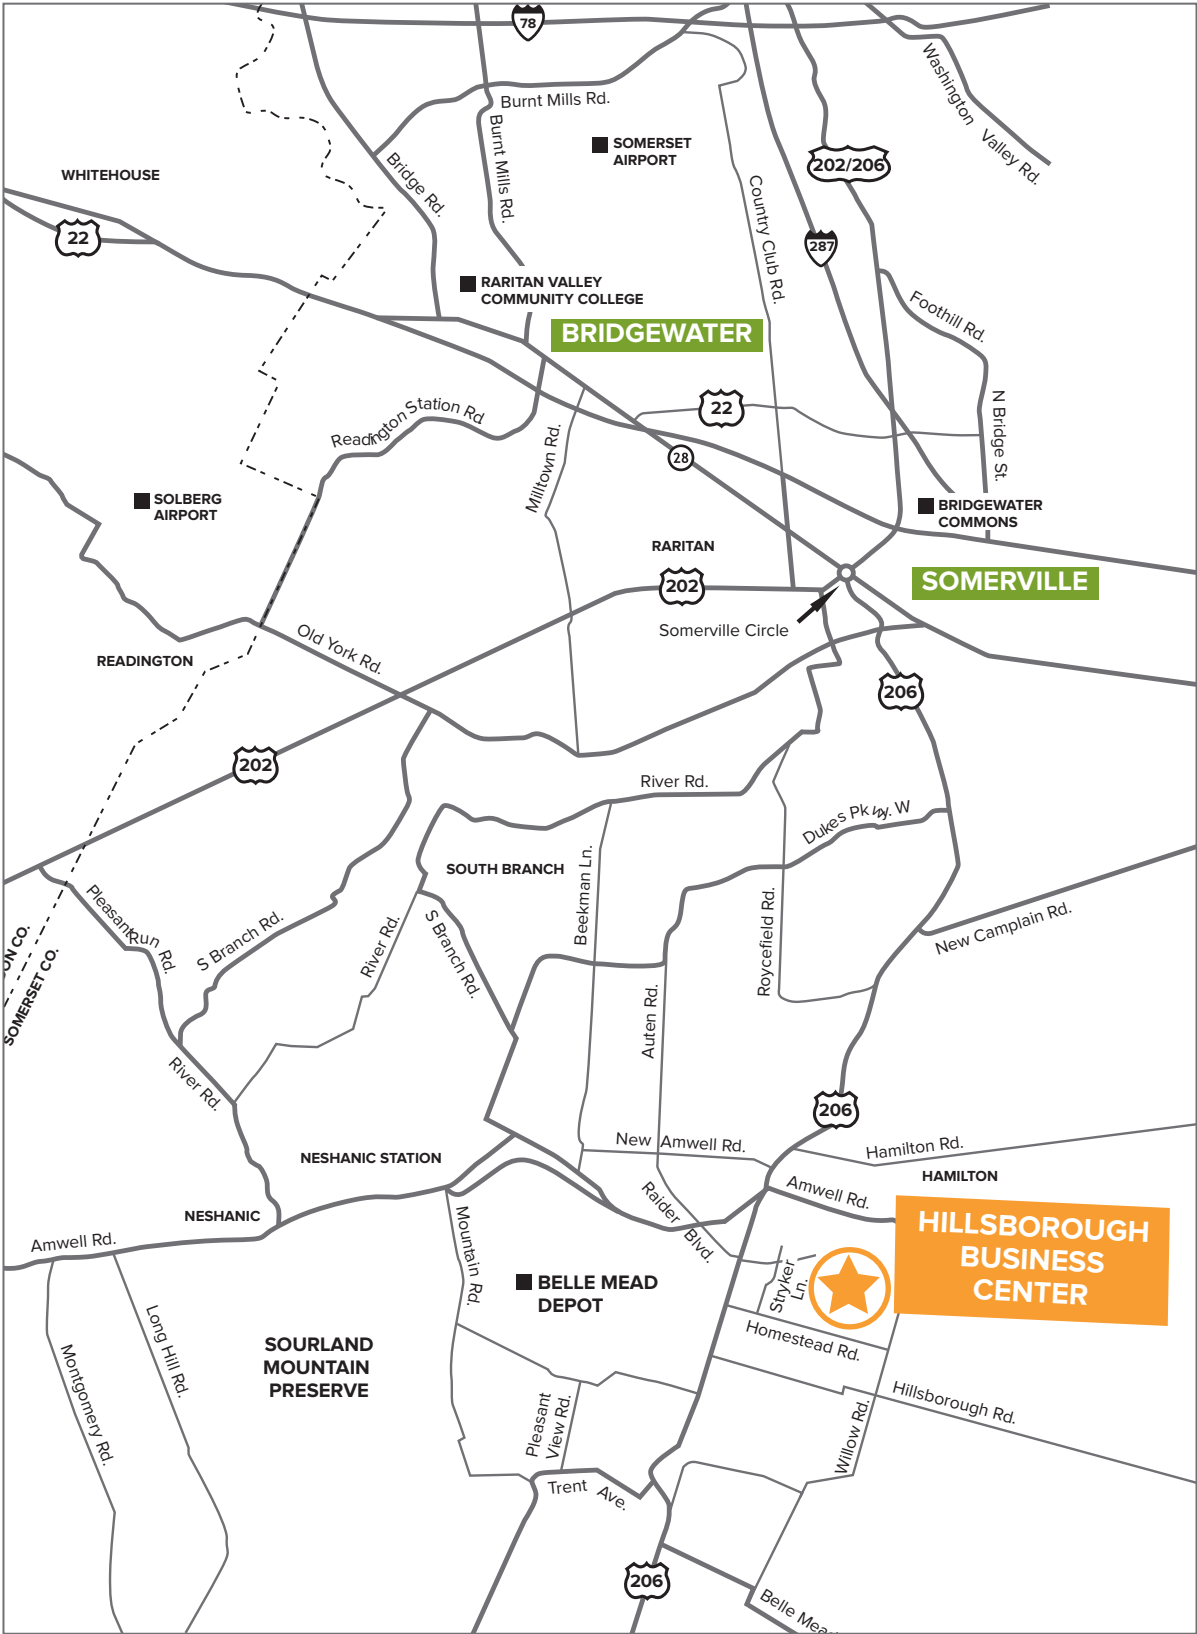 78
Burnt Mills Rd.
Washington
Valley Rd.
SOMERSET
AIRPORT
Burnt Mills Rd.
202/206
Bridge Rd.
WHITEHOUSE
22
Country Club Rd.
287
RARITAN VALLEY
COMMUNITY COLLEGE
BRIDGEWATER
Foothill Rd.
Readington Station Rd
22
N Bridge St.
28
Milltown Rd.
SOLBERG
AIRPORT
BRIDGEWATER
COMMONS
RARITAN
202
SOMERVILLE
Somerville Circle
Old York Rd.
READINGTON
206
202
River Rd.
Dukes Pkwy. W
SOUTH BRANCH
Beekman Ln.
Pleasant Run Rd.
S Branch Rd.
River Rd.
S Branch Rd.
Roycefield Rd.
New Camplain Rd.
ON CO.
SOMERSET CO.
Auten Rd.
River Rd.
206
New Amwell Rd.
Hamilton Rd.
NESHANIC STATION
HAMILTON
Amwell Rd.
NESHANIC
Raider
Blvd.
HILLSBOROUGH
BUSINESS
CENTER
Amwell Rd.
Mountain Rd.
BELLE MEAD
DEPOT
Stryker
Ln.
Homestead Rd.
Long Hill Rd.
Montgomery Rd.
SOURLAND
MOUNTAIN
PRESERVE
Pleasant
View Rd.
Hillsborough Rd.
Willow Rd.
Trent Ave.
206
Belle Mea